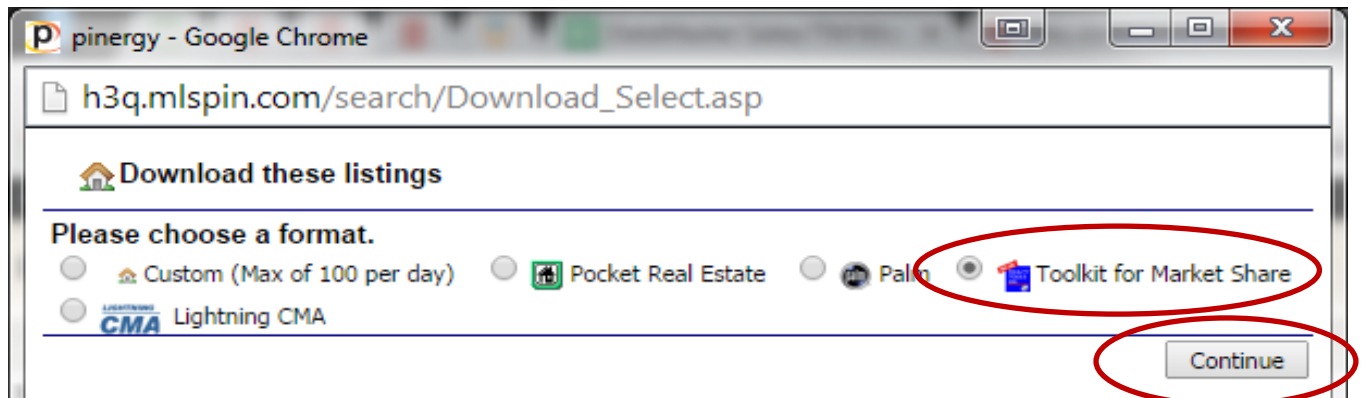 pinergy - Google Chrome
h3q.mlspin.com/search/Download_Select.asp
Download these listings
Please choose a format.
Custom (Max of 100 per day) Pocket Real Estate Palm Toolkit for Market Share
LIGHTNING CMA Lightning CMA
Continue